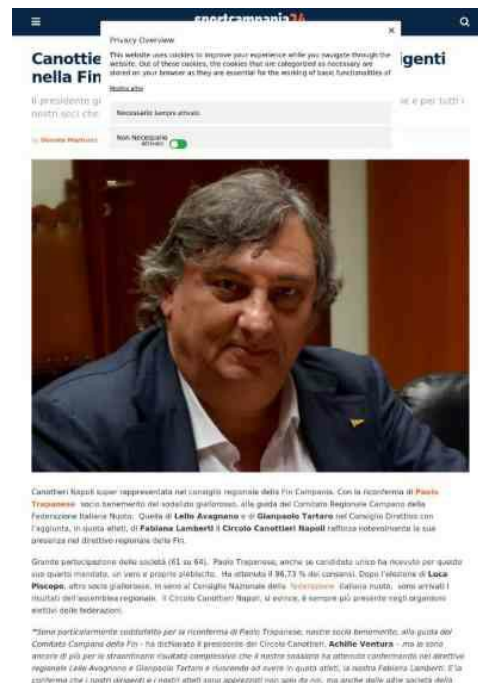 sportcampania24
Privacy Overview
Canottie
This website uses cookies to improve your experience while you navigate through the
igenti
website. Out of these cookies, the cookies that are categorized as necessary are
nella Fin
stored on your browser as they are essential for the working of basic functionalities of
Mostra altro
Il presidente gi
e e per tutti i
nostri soci che
Necessario Sempre attivato
Non Necessario
attivato
Canottieri Napoli super rappresentata nel consiglio regionale della Fin Campania. Con la riconferma di Paolo
Trapanese socio benemerito del sodalizio giallorosso, alla guida del Comitato Regionale Campano della
Federazione Italiana Nuoto. Quella di Lello Avagnano e di Gianpaolo Tartaro nel Consiglio Direttivo con
l'aggiunta, in quota atleti, di Fabiana Lamberti il Circolo Canottieri Napoli rafforza notevolmente la sua
presenza nel direttivo regionale della Fin.
Grande partecipazione delle società (61 su 64). Paolo Trapanese, anche se candidato unico ha ricevuto per questo
suo quarto mandato, un vero e proprio plebiscito. Ha ottenuto il 96,73 % dei consensi. Dopo l'elezione di Luca
Piscopo, altro socio giallorosso, in seno al Consiglio Nazionale della federazione italiana nuoto, sono arrivati i
risultati dell'assemblea regionale. Il Circolo Canottieri Napoli, si evince, è sempre più presente negli organismi
elettivi delle federazioni.
"Sono particolarmente soddisfatto per la riconferma di Paolo Trapanese, nostro socio benemerito, alla guida del
Comitato Campano della Fin - ha dichiarato il presidente del Circolo Canottieri, Achille Ventura - ma lo sono
ancora di più per lo straordinario risultato complessivo che il nostro sodalizio ha ottenuto confermando nel direttivo
regionale Lello Avagnano e Gianpaolo Tartaro e riuscendo ad avere in quota atleti, la nostra Fabiana Lamberti. E'la
conferma che i nostri dirigenti e i nostri atleti sono apprezzati non solo da noi, ma anche dalle altre società della